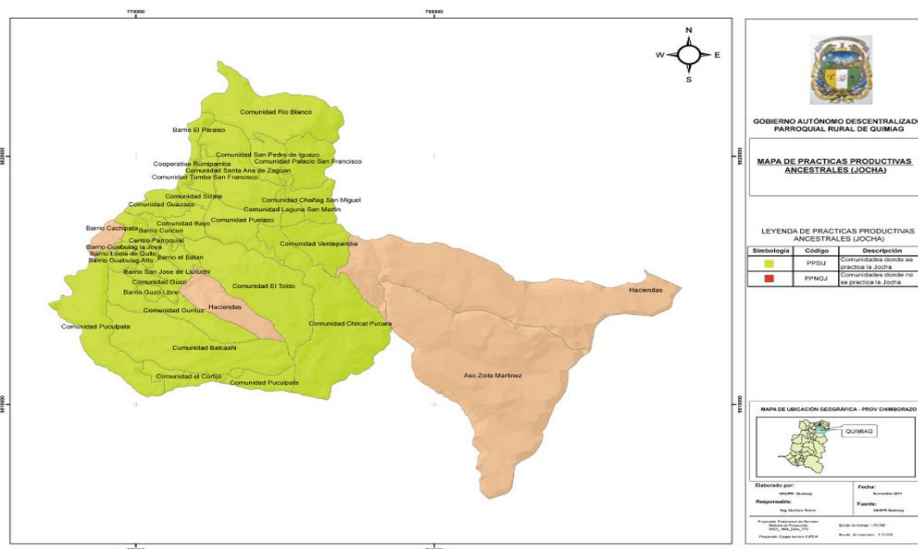 770000
780000
N
W E
S
Comunidad Rio Blanco
Barrio El Paraiso
Comunidad San Pedro de Iguazo
Cooperativa Rumipamba
Comunidad Palacio San Francisco
Comunidad Santa Ana de Zaguan
Comunidad Tumba San Francisco
Comunidad Sizate
Comunidad Chañag San Miguel
Comunidad Guazazo
Comunidad Laguna San Martin
Comunidad Puelazo
Comunidad Bayo
Barrio Cachipata
Barrio Cuncun
Centro Parroquial
Comunidad Verdepamba
Barrio Guabulag la Joya
Barrio Loma de Quito
Barrio el Batan
Barrio Guabulag Alto
Barrio San Jose de Llulluchi
Comunidad Guzo
Comunidad El Toldo
Barrio Guzo Libre
Haciendas
Haciendas
Comunidad Guntuz
Comunidad Puculpala
Comunidad Chilcal Pucara
Comunidad Balcashi
Aso Zoila Martinez
Comunidad el Cortijo
Comunidad Puculpala
GOBIERNO AUTÓNOMO DESCENTRALIZADO
PARROQUIAL RURAL DE QUIMIAG
MAPA DE PRACTICAS PRODUCTIVAS
ANCESTRALES (JOCHA)
LEYENDA DE PRACTICAS PRODUCTIVAS
ANCESTRALES (JOCHA)
Simbología Código Descripción
PPSIJ Comunidades donde se
practica la Jocha
PPNOJ Comunidades donde no
se practica la Jocha
MAPA DE UBICACIÓN GEOGRÁFICA - PROV CHIMBORAZO
QUIMIAG
Elaborado por:
Fecha:
Responsable:
Fuente: